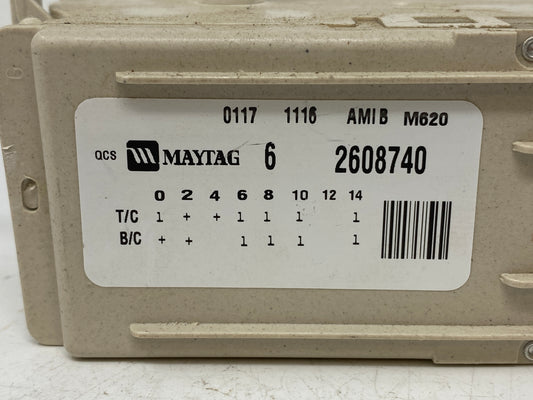 0117 1116 AMIB M620
QCS MAYTAG 6 2608740
0 2 4 6 8 10 12 14
T/C 1 + + 1 1 1 1
B/C + + 1 1 1 1